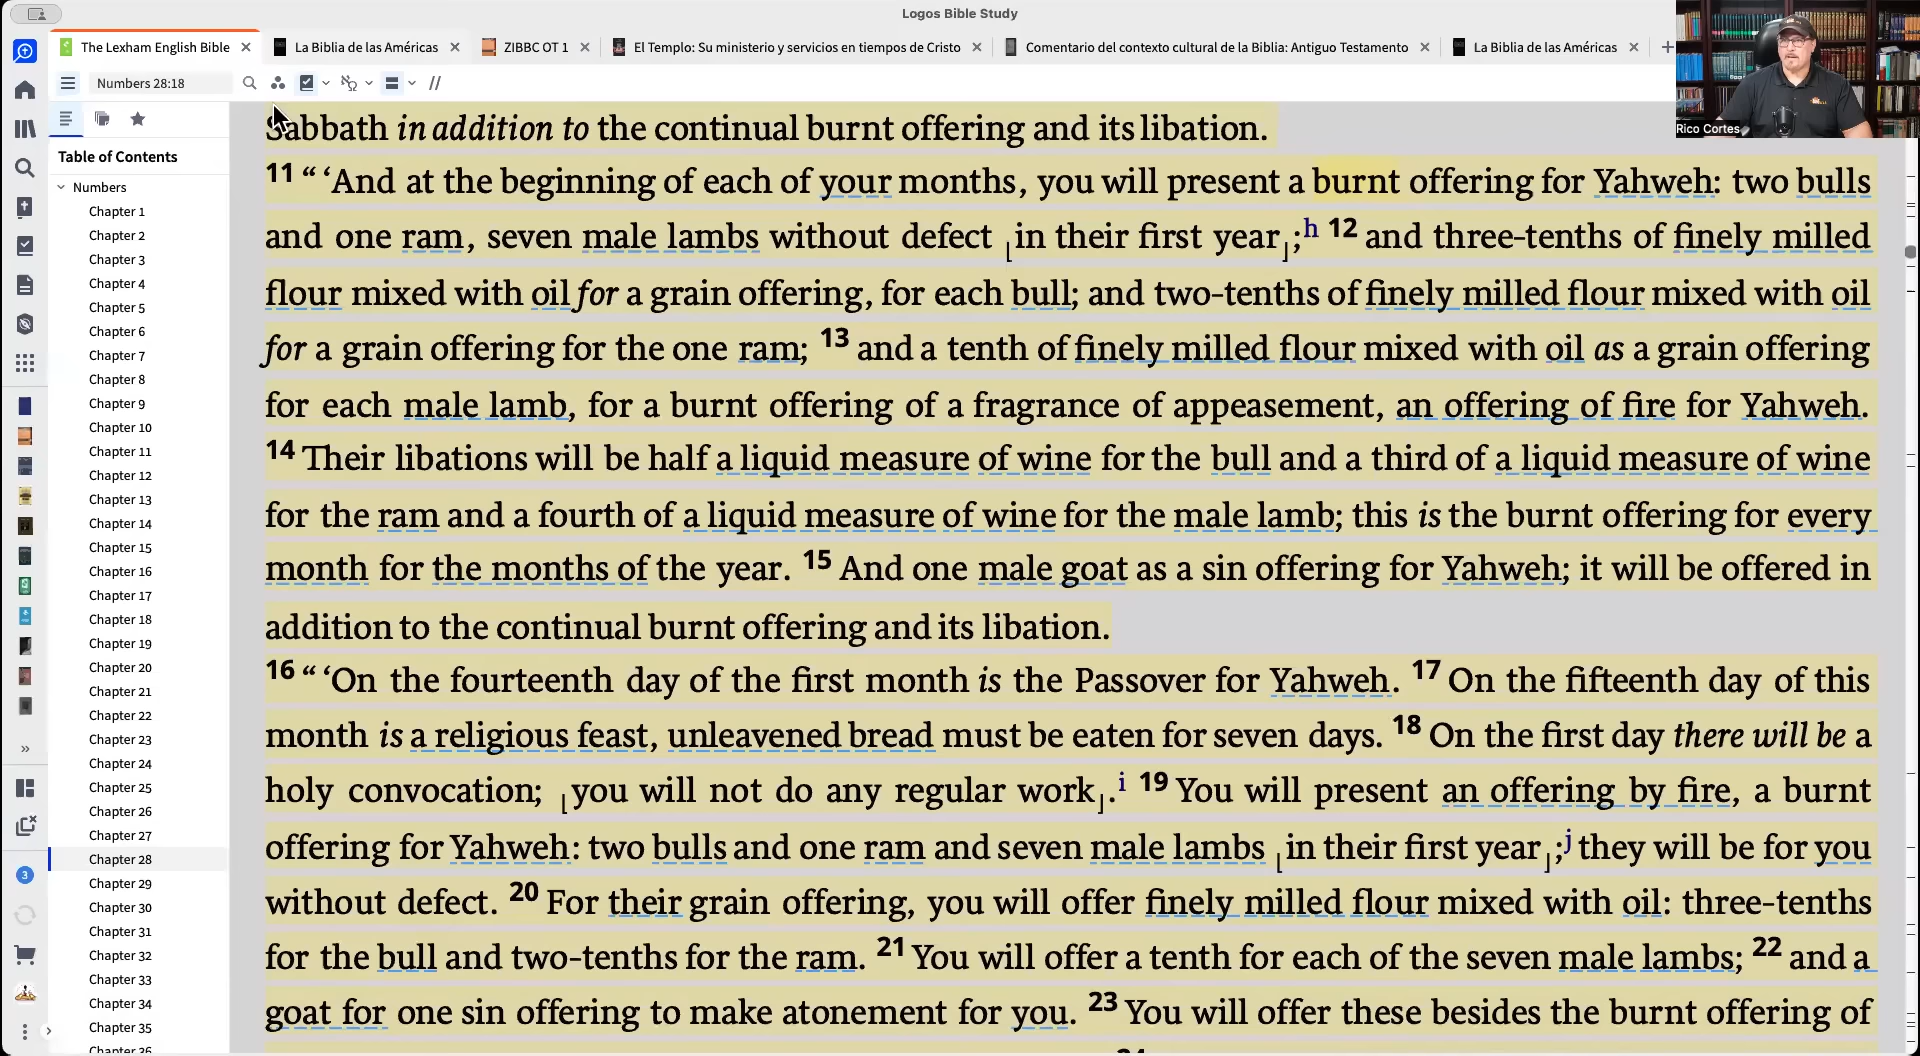 Logos Bible Study
The Lexham English Bible
La Biblia de las Américas
ZIBBC OT 1
El Templo: Su ministerio y servicios en tiempos de Cristo
Comentario del contexto cultural de la Biblia: Antiguo Testamento
La Biblia de las Américas
Numbers 28:18
Rico Cortes
Table of Contents
Numbers
Chapter 1
Chapter 2
Chapter 3
Chapter 4
Chapter 5
Chapter 6
Chapter 7
Chapter 8
Chapter 9
Chapter 10
Chapter 11
Chapter 12
Chapter 13
Chapter 14
Chapter 15
Chapter 16
Chapter 17
Chapter 18
Chapter 19
Chapter 20
Chapter 21
Chapter 22
Chapter 23
Chapter 24
Chapter 25
Chapter 26
Chapter 27
Chapter 28
Chapter 29
Chapter 30
Chapter 31
Chapter 32
Chapter 33
Chapter 34
Chapter 35
Chapter 36
3
Sabbath in addition to the continual burnt offering and its libation.
11 “ ‘And at the beginning of each of your months, you will present a burnt offering for Yahweh: two bulls
and one ram, seven male lambs without defect ⌊in their first year⌋;h 12 and three-tenths of finely milled
flour mixed with oil for a grain offering, for each bull; and two-tenths of finely milled flour mixed with oil
for a grain offering for the one ram; 13 and a tenth of finely milled flour mixed with oil as a grain offering
for each male lamb, for a burnt offering of a fragrance of appeasement, an offering of fire for Yahweh.
14 Their libations will be half a liquid measure of wine for the bull and a third of a liquid measure of wine
for the ram and a fourth of a liquid measure of wine for the male lamb; this is the burnt offering for every
month for the months of the year. 15 And one male goat as a sin offering for Yahweh; it will be offered in
addition to the continual burnt offering and its libation.
16 “ ‘On the fourteenth day of the first month is the Passover for Yahweh. 17 On the fifteenth day of this
month is a religious feast, unleavened bread must be eaten for seven days. 18 On the first day there will be a
holy convocation; ⌊you will not do any regular work⌋.i 19 You will present an offering by fire, a burnt
offering for Yahweh: two bulls and one ram and seven male lambs ⌊in their first year⌋;j they will be for you
without defect. 20 For their grain offering, you will offer finely milled flour mixed with oil: three-tenths
for the bull and two-tenths for the ram. 21 You will offer a tenth for each of the seven male lambs; 22 and a
goat for one sin offering to make atonement for you. 23 You will offer these besides the burnt offering of
24